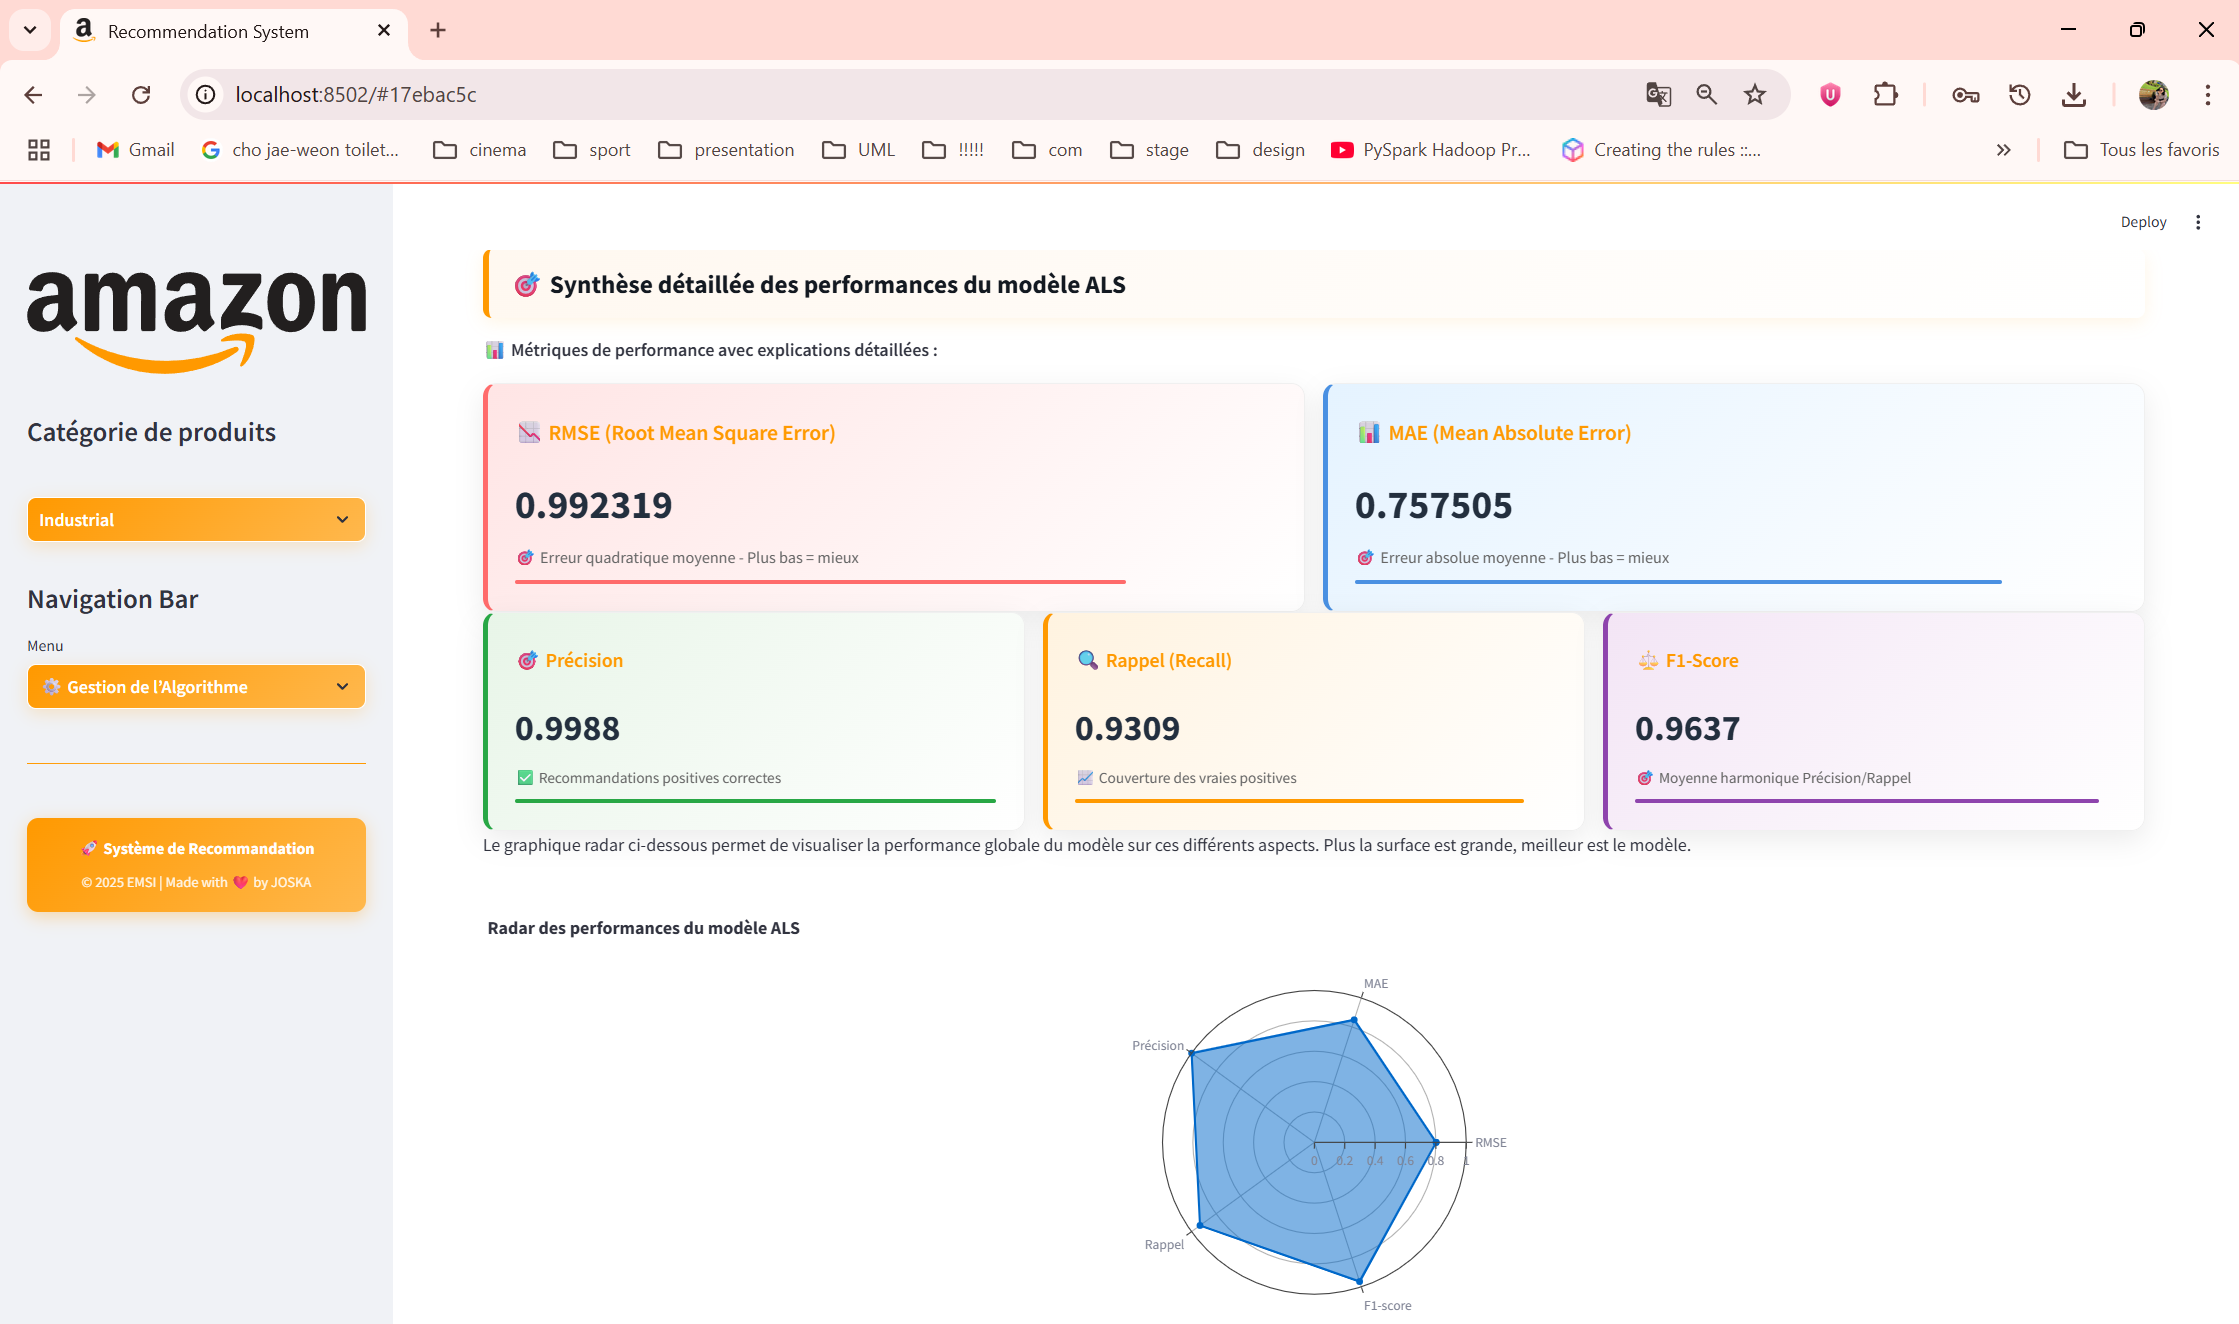 Recommendation System
localhost:8502/#17ebac5c
Gmail
cho jae-weon toilet...
cinema
sport
presentation
UML
!!!!!
com
stage
design
PySpark Hadoop Pr...
Creating the rules ::...
Tous les favoris
Deploy
amazon
Catégorie de produits
Industrial
Navigation Bar
Menu
Gestion de l’Algorithme
Système de Recommandation
© 2025 EMSI | Made with ❤️ by JOSKA
Synthèse détaillée des performances du modèle ALS
Métriques de performance avec explications détaillées :
RMSE (Root Mean Square Error)
0.992319
Erreur quadratique moyenne - Plus bas = mieux
MAE (Mean Absolute Error)
0.757505
Erreur absolue moyenne - Plus bas = mieux
Précision
0.9988
Recommandations positives correctes
Rappel (Recall)
0.9309
Couverture des vraies positives
F1-Score
0.9637
Moyenne harmonique Précision/Rappel
Le graphique radar ci-dessous permet de visualiser la performance globale du modèle sur ces différents aspects. Plus la surface est grande, meilleur est le modèle.
Radar des performances du modèle ALS
MAE
Précision
RMSE
0 0.2 0.4 0.6 0.8 1
Rappel
F1-score